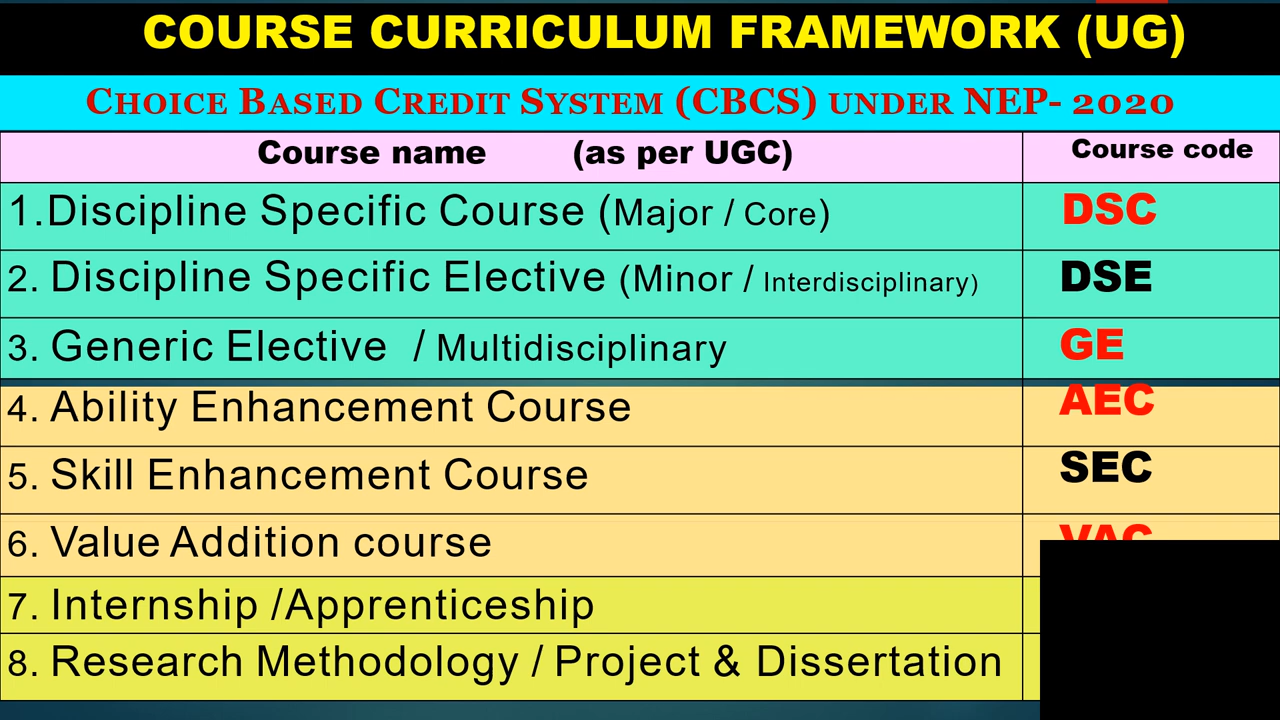 COURSE CURRICULUM FRAMEWORK (UG)
CHOICE BASED CREDIT SYSTEM (CBCS) UNDER NEP- 2020
Course name (as per UGC) Course code
1.Discipline Specific Course (Major / Core) DSC
2. Discipline Specific Elective (Minor / Interdisciplinary) DSE
3. Generic Elective / Multidisciplinary GE
4. Ability Enhancement Course AEC
5. Skill Enhancement Course SEC
6. Value Addition course VAC
7. Internship /Apprenticeship
8. Research Methodology / Project & Dissertation